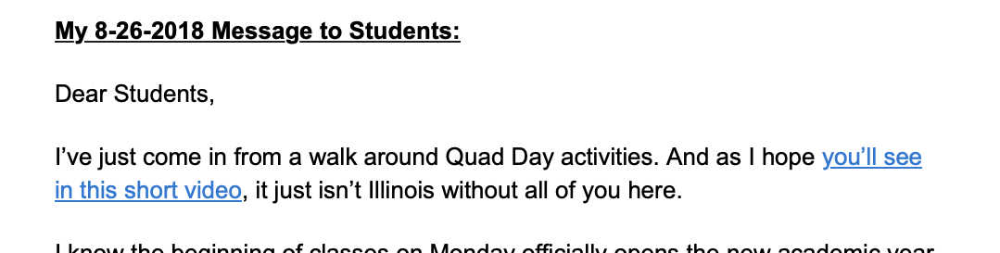 My 8-26-2018 Message to Students:
Dear Students,
I’ve just come in from a walk around Quad Day activities. And as I hope you’ll see
in this short video, it just isn’t Illinois without all of you here.
I know the beginning of classes on Monday officially opens the new academic year